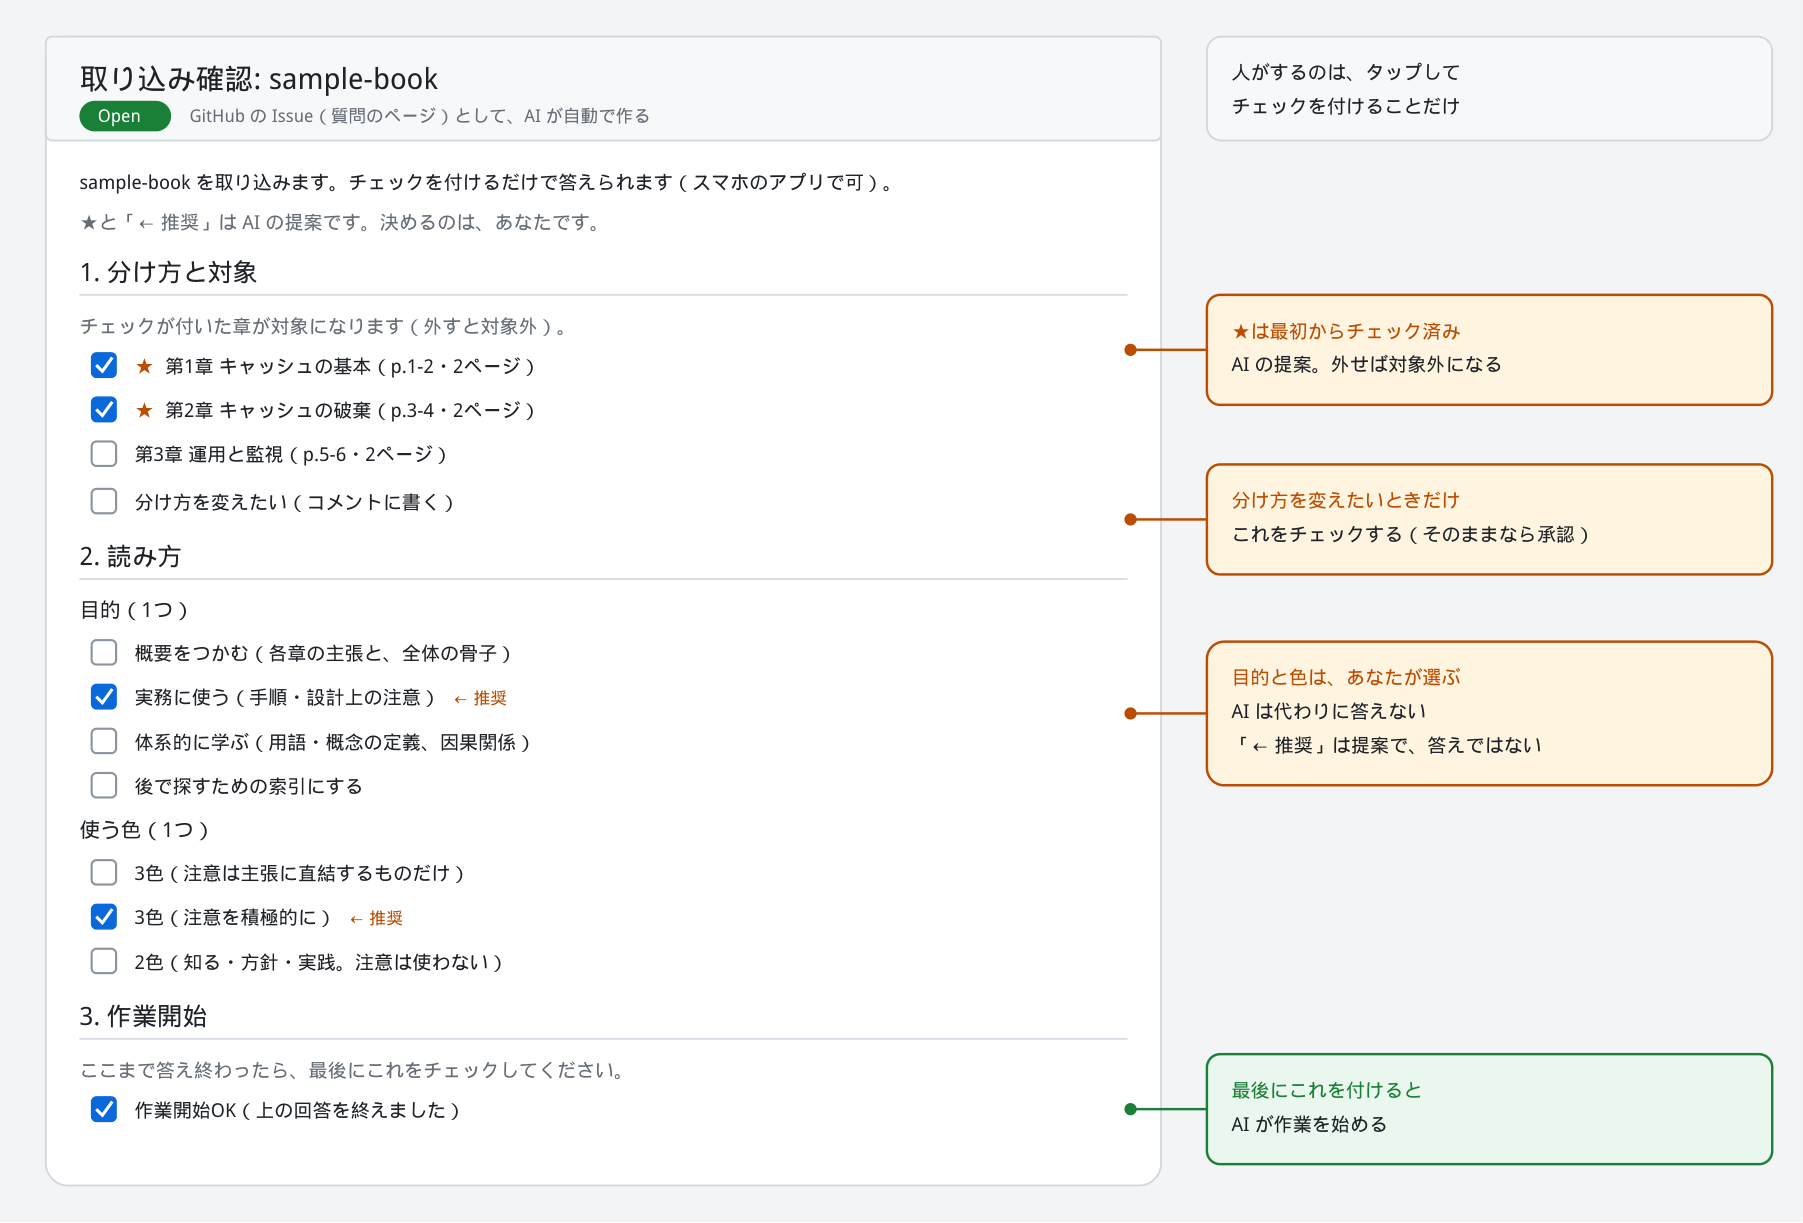 取り込み確認: sample-book
Open
GitHub の Issue（質問のページ）として、AI が自動で作る
sample-book を取り込みます。チェックを付けるだけで答えられます（スマホのアプリで可）。
★と「← 推奨」は AI の提案です。決めるのは、あなたです。
1. 分け方と対象
チェックが付いた章が対象になります（外すと対象外）。
★ 第1章 キャッシュの基本（p.1-2・2ページ）
★ 第2章 キャッシュの破棄（p.3-4・2ページ）
第3章 運用と監視（p.5-6・2ページ）
分け方を変えたい（コメントに書く）
2. 読み方
目的（1つ）
概要をつかむ（各章の主張と、全体の骨子）
実務に使う（手順・設計上の注意） ← 推奨
体系的に学ぶ（用語・概念の定義、因果関係）
後で探すための索引にする
使う色（1つ）
3色（注意は主張に直結するものだけ）
3色（注意を積極的に） ← 推奨
2色（知る・方針・実践。注意は使わない）
3. 作業開始
ここまで答え終わったら、最後にこれをチェックしてください。
作業開始OK（上の回答を終えました）
人がするのは、タップして
チェックを付けることだけ
★は最初からチェック済み
AI の提案。外せば対象外になる
分け方を変えたいときだけ
これをチェックする（そのままなら承認）
目的と色は、あなたが選ぶ
AI は代わりに答えない
「← 推奨」は提案で、答えではない
最後にこれを付けると
AI が作業を始める